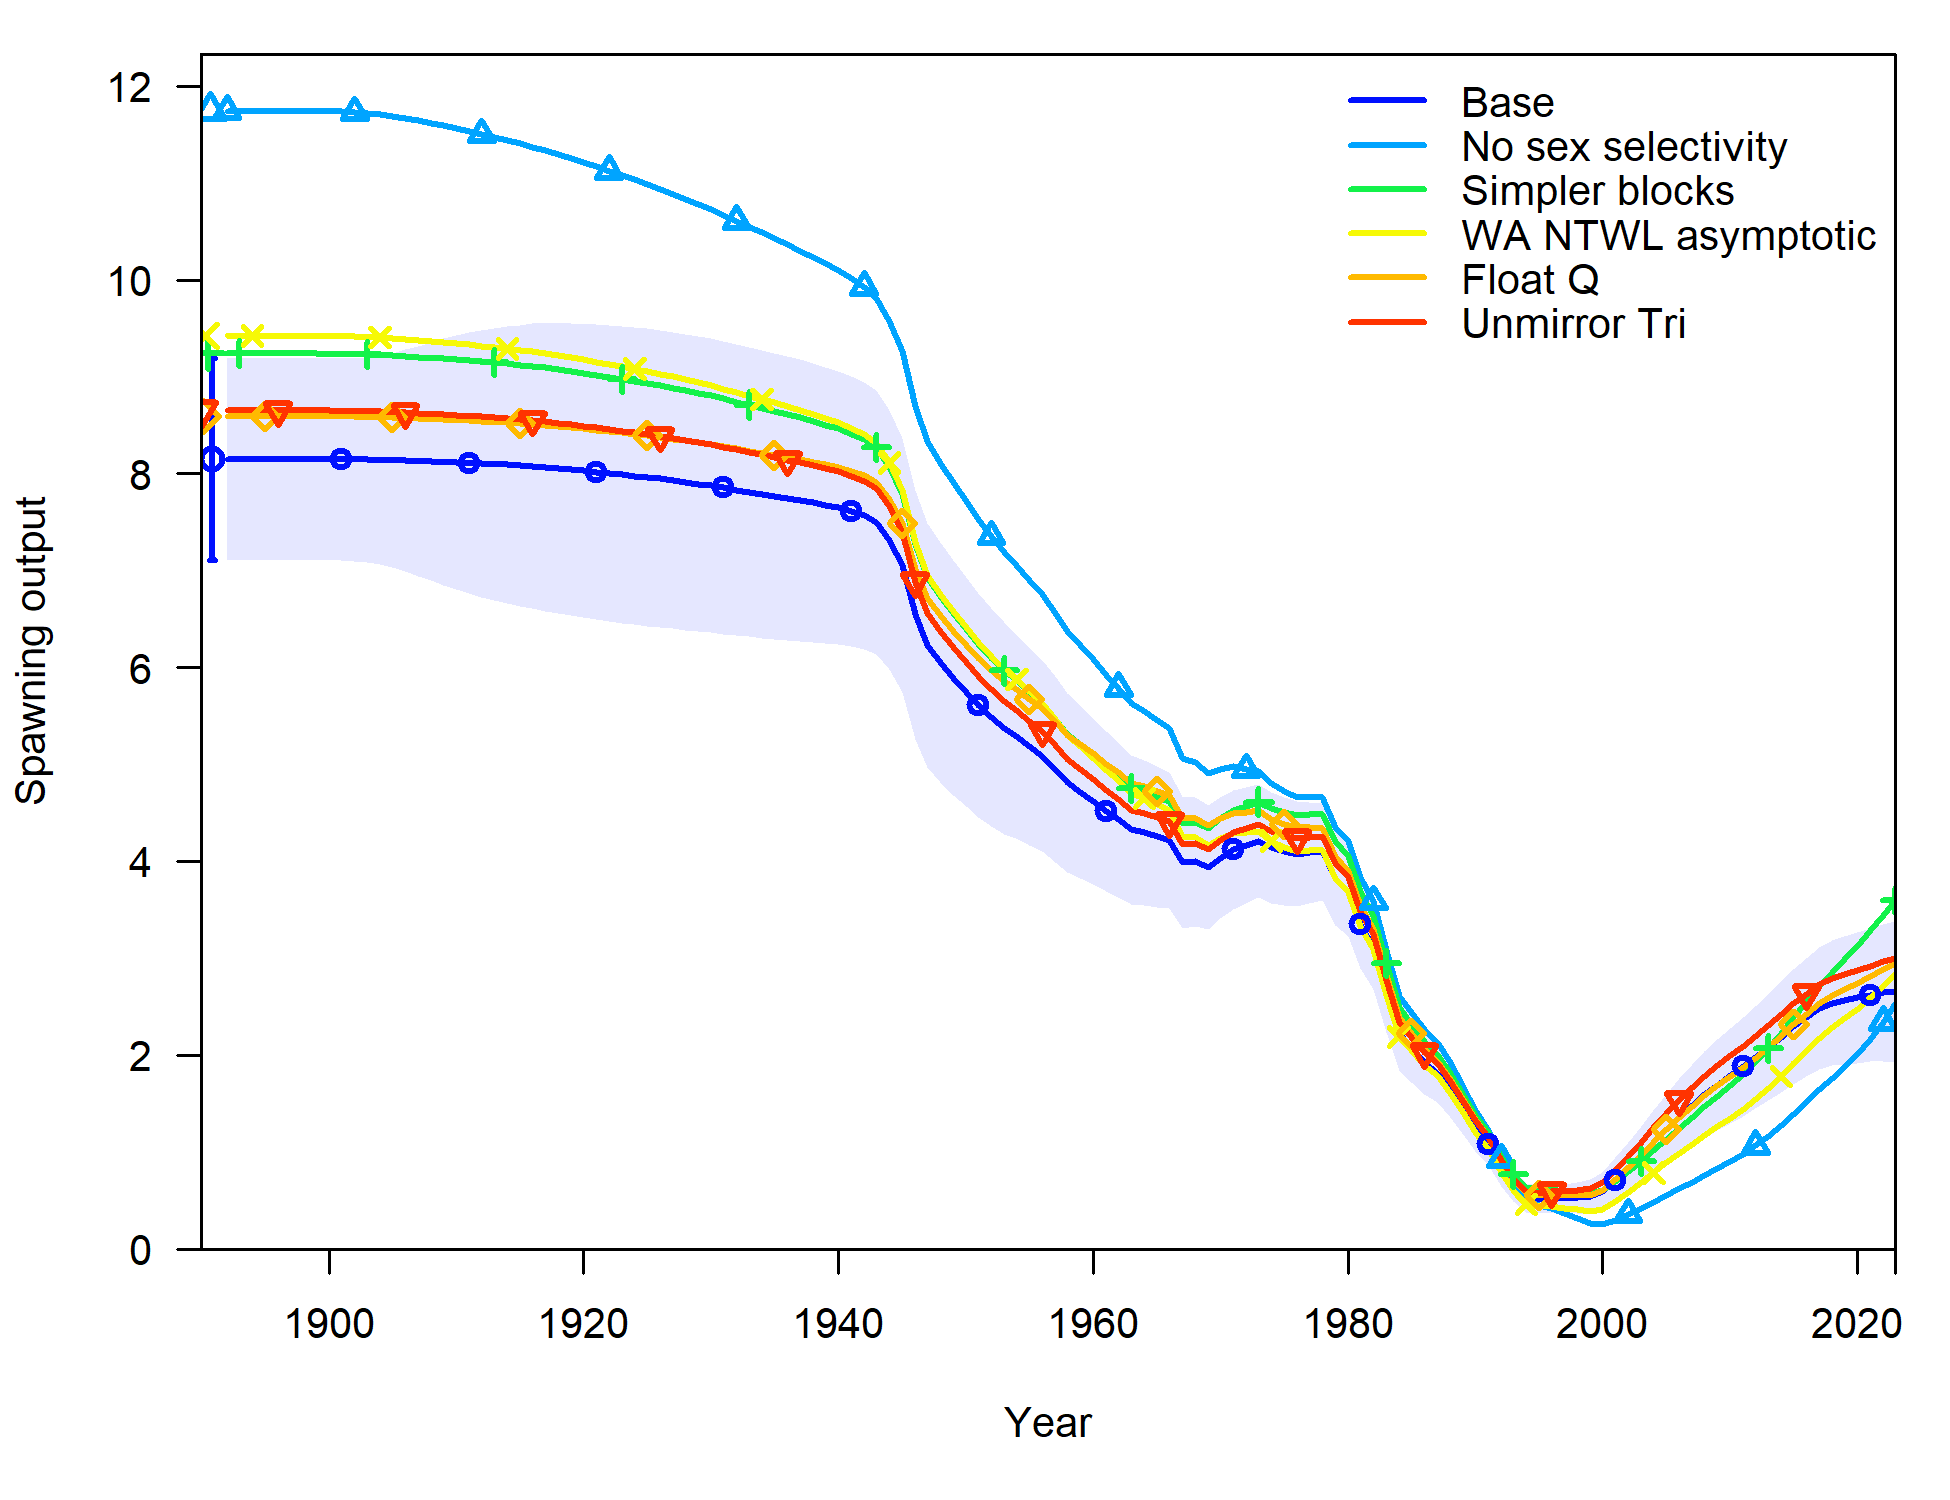 Base
No sex selectivity
Simpler blocks
WA NTWL asymptotic
Float Q
Unmirror Tri
Spawning output
12
10
8
6
4
2
0
1900 1920 1940 1960 1980 2000 2020
Year